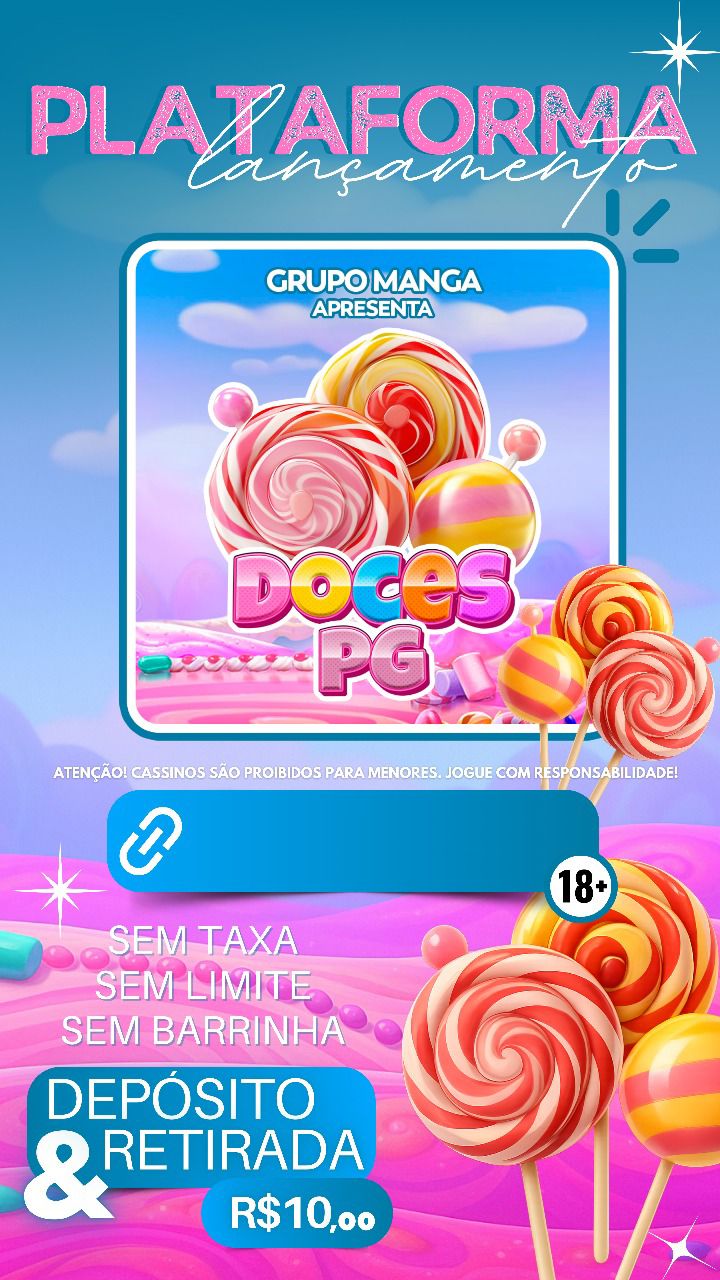 PLATAFORMA
lançamento
GRUPO MANGA
APRESENTA
DOCES
PG
ATENÇÃO! CASSINOS SÃO PROIBIDOS PARA MENORES. JOGUE COM RESPONSABILIDADE!
18+
SEM TAXA
SEM LIMITE
SEM BARRINHA
DEPÓSITO
& RETIRADA
R$10,00